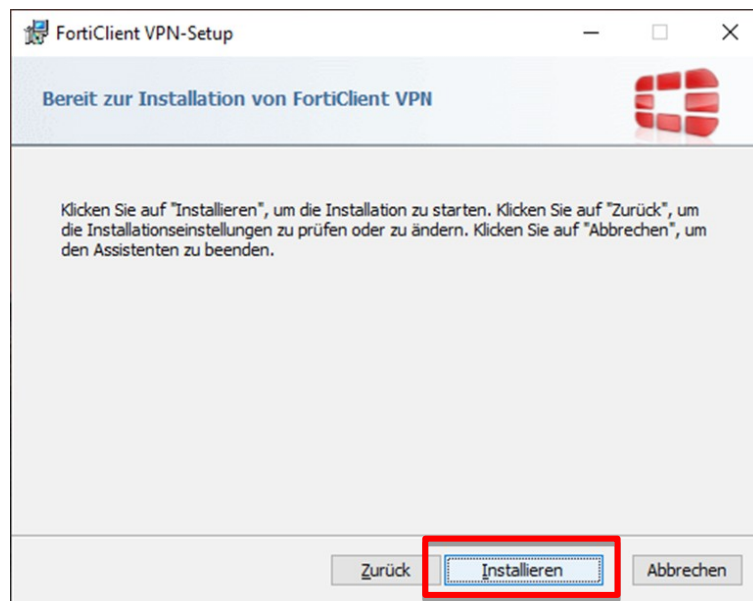 FortiClient VPN-Setup
Bereit zur Installation von FortiClient VPN
Klicken Sie auf "Installieren", um die Installation zu starten. Klicken Sie auf "Zurück", um
die Installationseinstellungen zu prüfen oder zu ändern. Klicken Sie auf "Abbrechen", um
den Assistenten zu beenden.
Zurück Installieren Abbrechen